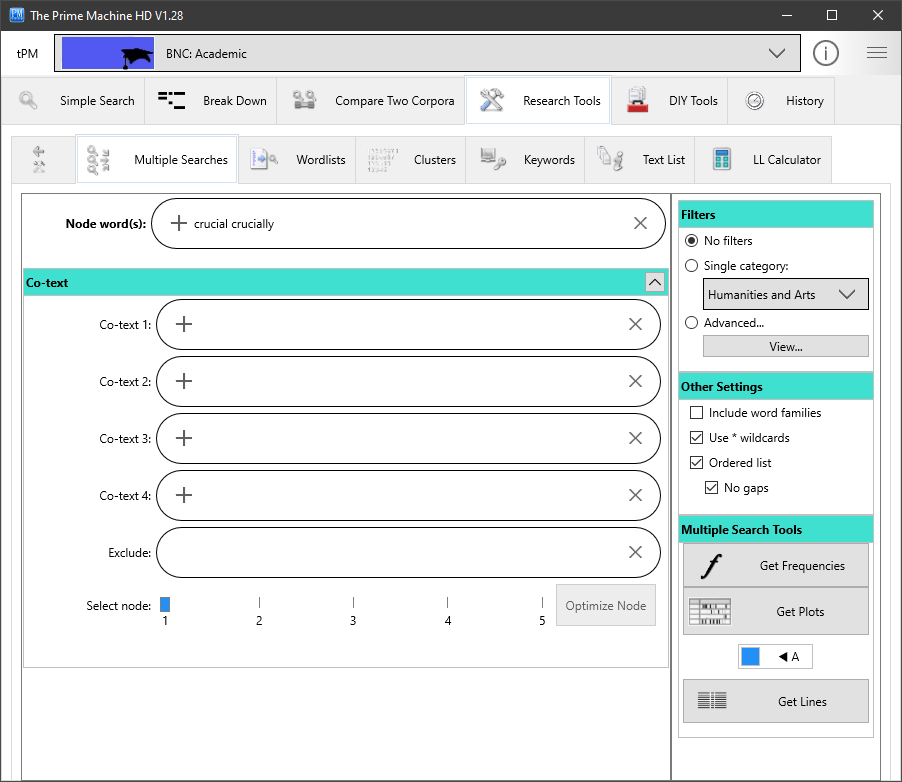 The Prime Machine HD V1.28
tPM
BNC: Academic
Simple Search
Break Down
Compare Two Corpora
Research Tools
DIY Tools
History
Multiple Searches
Wordlists
Clusters
Keywords
Text List
LL Calculator
Node word(s):
crucial crucially
Co-text
Co-text 1:
Co-text 2:
Co-text 3:
Co-text 4:
Exclude:
Select node:
1 2 3 4 5
Optimize Node
Filters
No filters
Single category:
Humanities and Arts
Advanced...
View...
Other Settings
Include word families
Use * wildcards
Ordered list
No gaps
Multiple Search Tools
Get Frequencies
Get Plots
◄ A
Get Lines